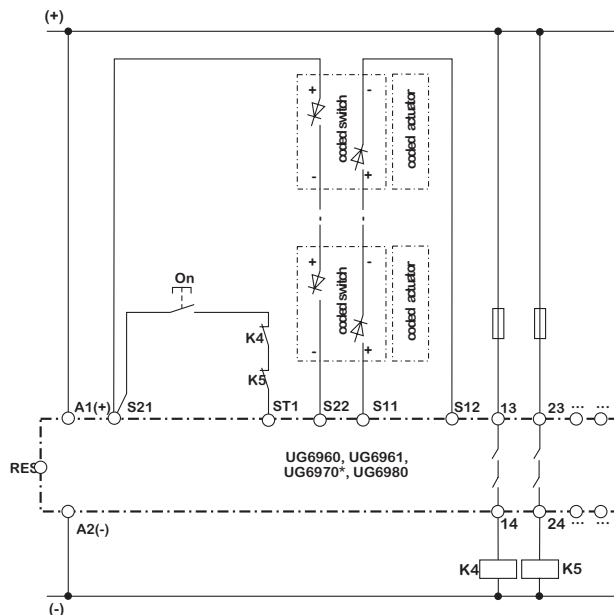 (+)
+ -
coded switch
coded actuator
- +
+ -
coded switch
coded actuator
- +
On
K4
K5
A1(+) S21 ST1 S22 S11 S12 13 23 ... ...
UG6960, UG6961,
UG6970*, UG6980
RES
A2(-) 14 24 ... ...
K4 K5
(-)